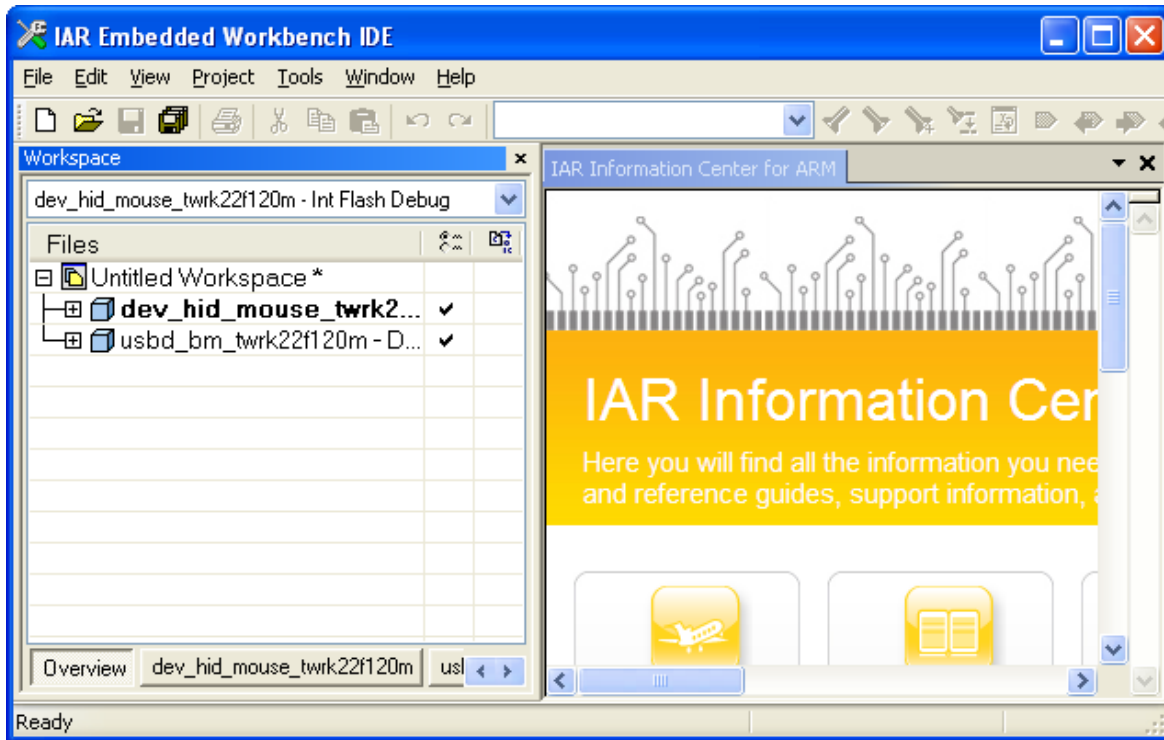 IAR Embedded Workbench IDE
File Edit View Project Tools Window Help
Workspace
IAR Information Center for ARM
dev_hid_mouse_twrk22f120m - Int Flash Debug
Files
Untitled Workspace *
dev_hid_mouse_twrk2...
usbd_bm_twrk22f120m - D...
IAR Information Cer
Here you will find all the information you nee
and reference guides, support information, a
Overview dev_hid_mouse_twrk22f120m usl
Ready